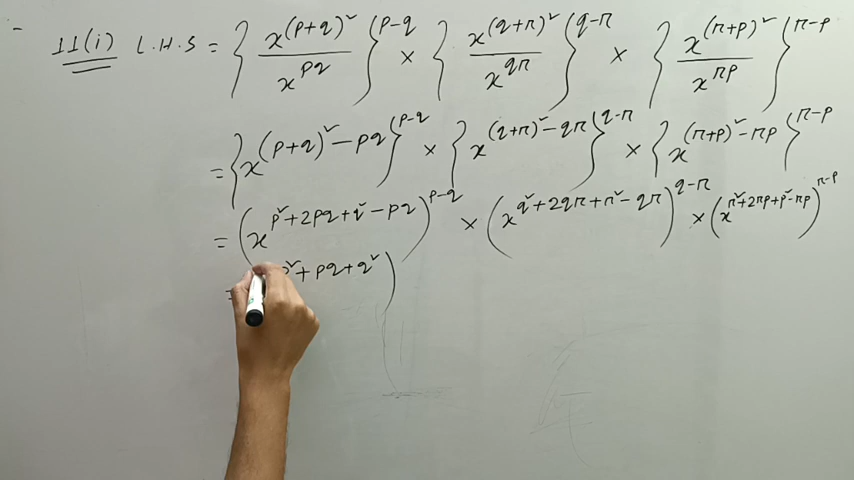 11(i) L.H.S = {x^(p+q)² / x^pq}^p-q × {x^(q+r)² / x^qr}^q-r × {x^(r+p)² / x^rp}^r-p
= {x^(p+q)²-pq}^p-q × {x^(q+r)²-qr}^q-r × {x^(r+p)²-rp}^r-p
= (x^p²+2pq+q²-pq)^p-q × (x^q²+2qr+r²-qr)^q-r × (x^r²+2rp+p²-rp)^r-p
= (p²+pq+q²)